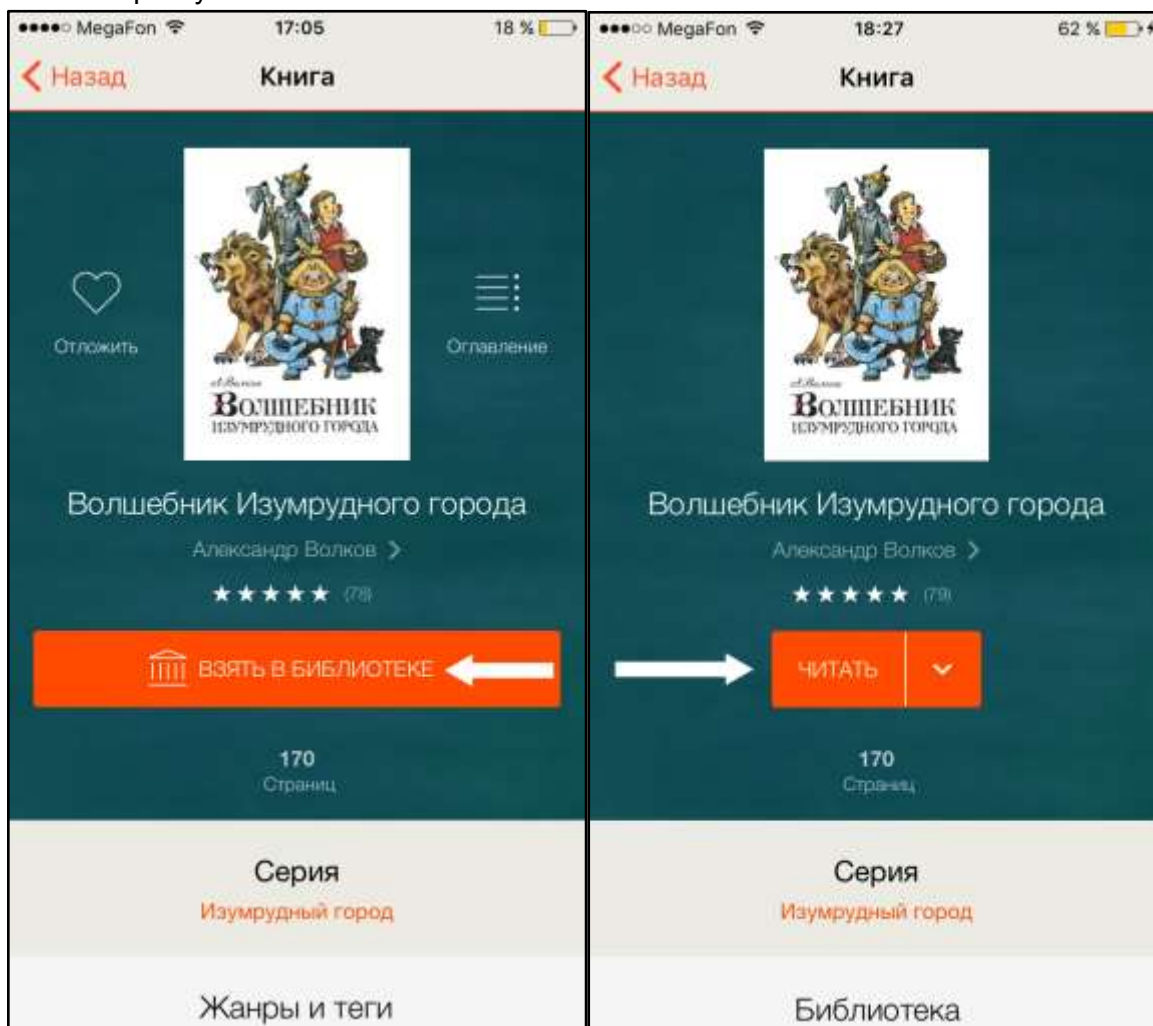 MegaFon 17:05 18 %
Назад Книга
Отложить
Оглавление
А.Волков
ВОЛШЕБНИК
ИЗУМРУДНОГО ГОРОДА
Волшебник Изумрудного города
Александр Волков >
★★★★★ (78)
ВЗЯТЬ В БИБЛИОТЕКЕ
170
Страниц
Серия
Изумрудный город
Жанры и теги
MegaFon 18:27 62 %
Назад Книга
А.Волков
ВОЛШЕБНИК
ИЗУМРУДНОГО ГОРОДА
Волшебник Изумрудного города
Александр Волков >
★★★★★ (79)
ЧИТАТЬ
170
Страниц
Серия
Изумрудный город
Библиотека